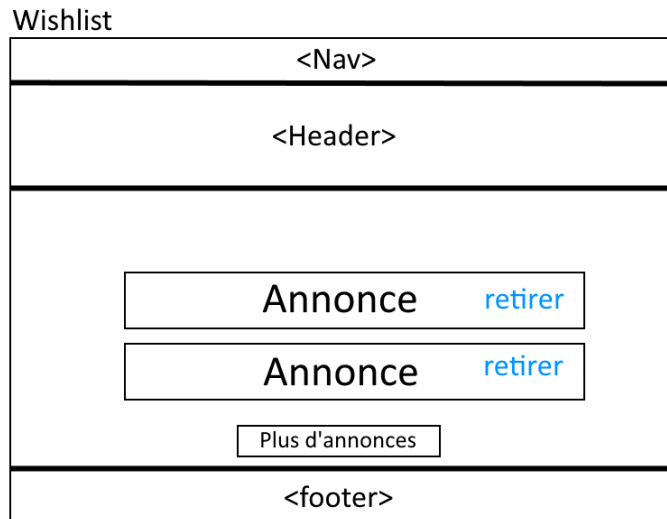 Wishlist
<Nav>
<Header>
Annonce retirer
Annonce retirer
Plus d'annonces
<footer>